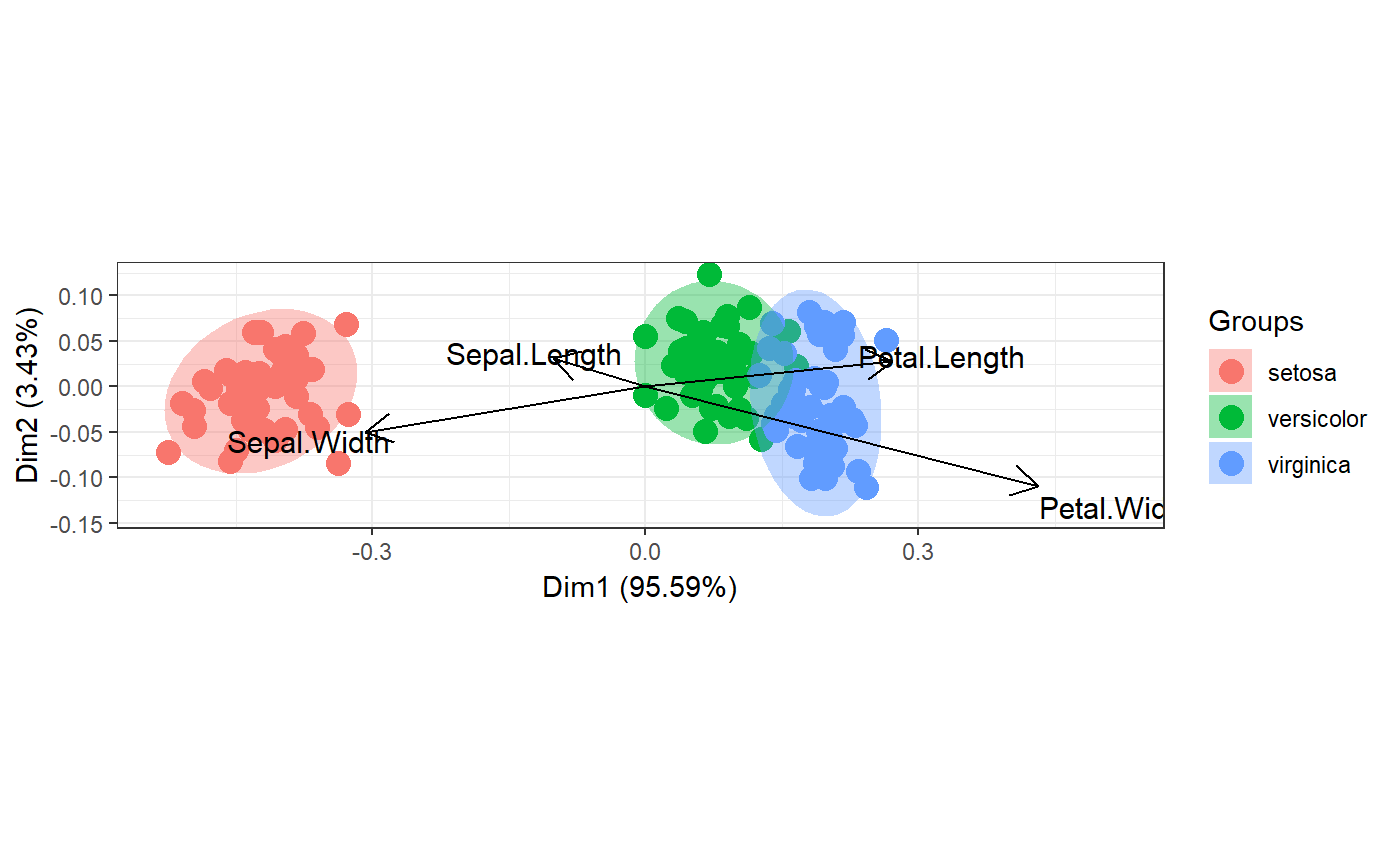 0.10
0.05
0.00
-0.05
-0.10
-0.15
Dim2 (3.43%)
Sepal.Length
Petal.Length
Sepal.Width
Petal.Wid
-0.3
0.0
0.3
Dim1 (95.59%)
Groups
setosa
versicolor
virginica